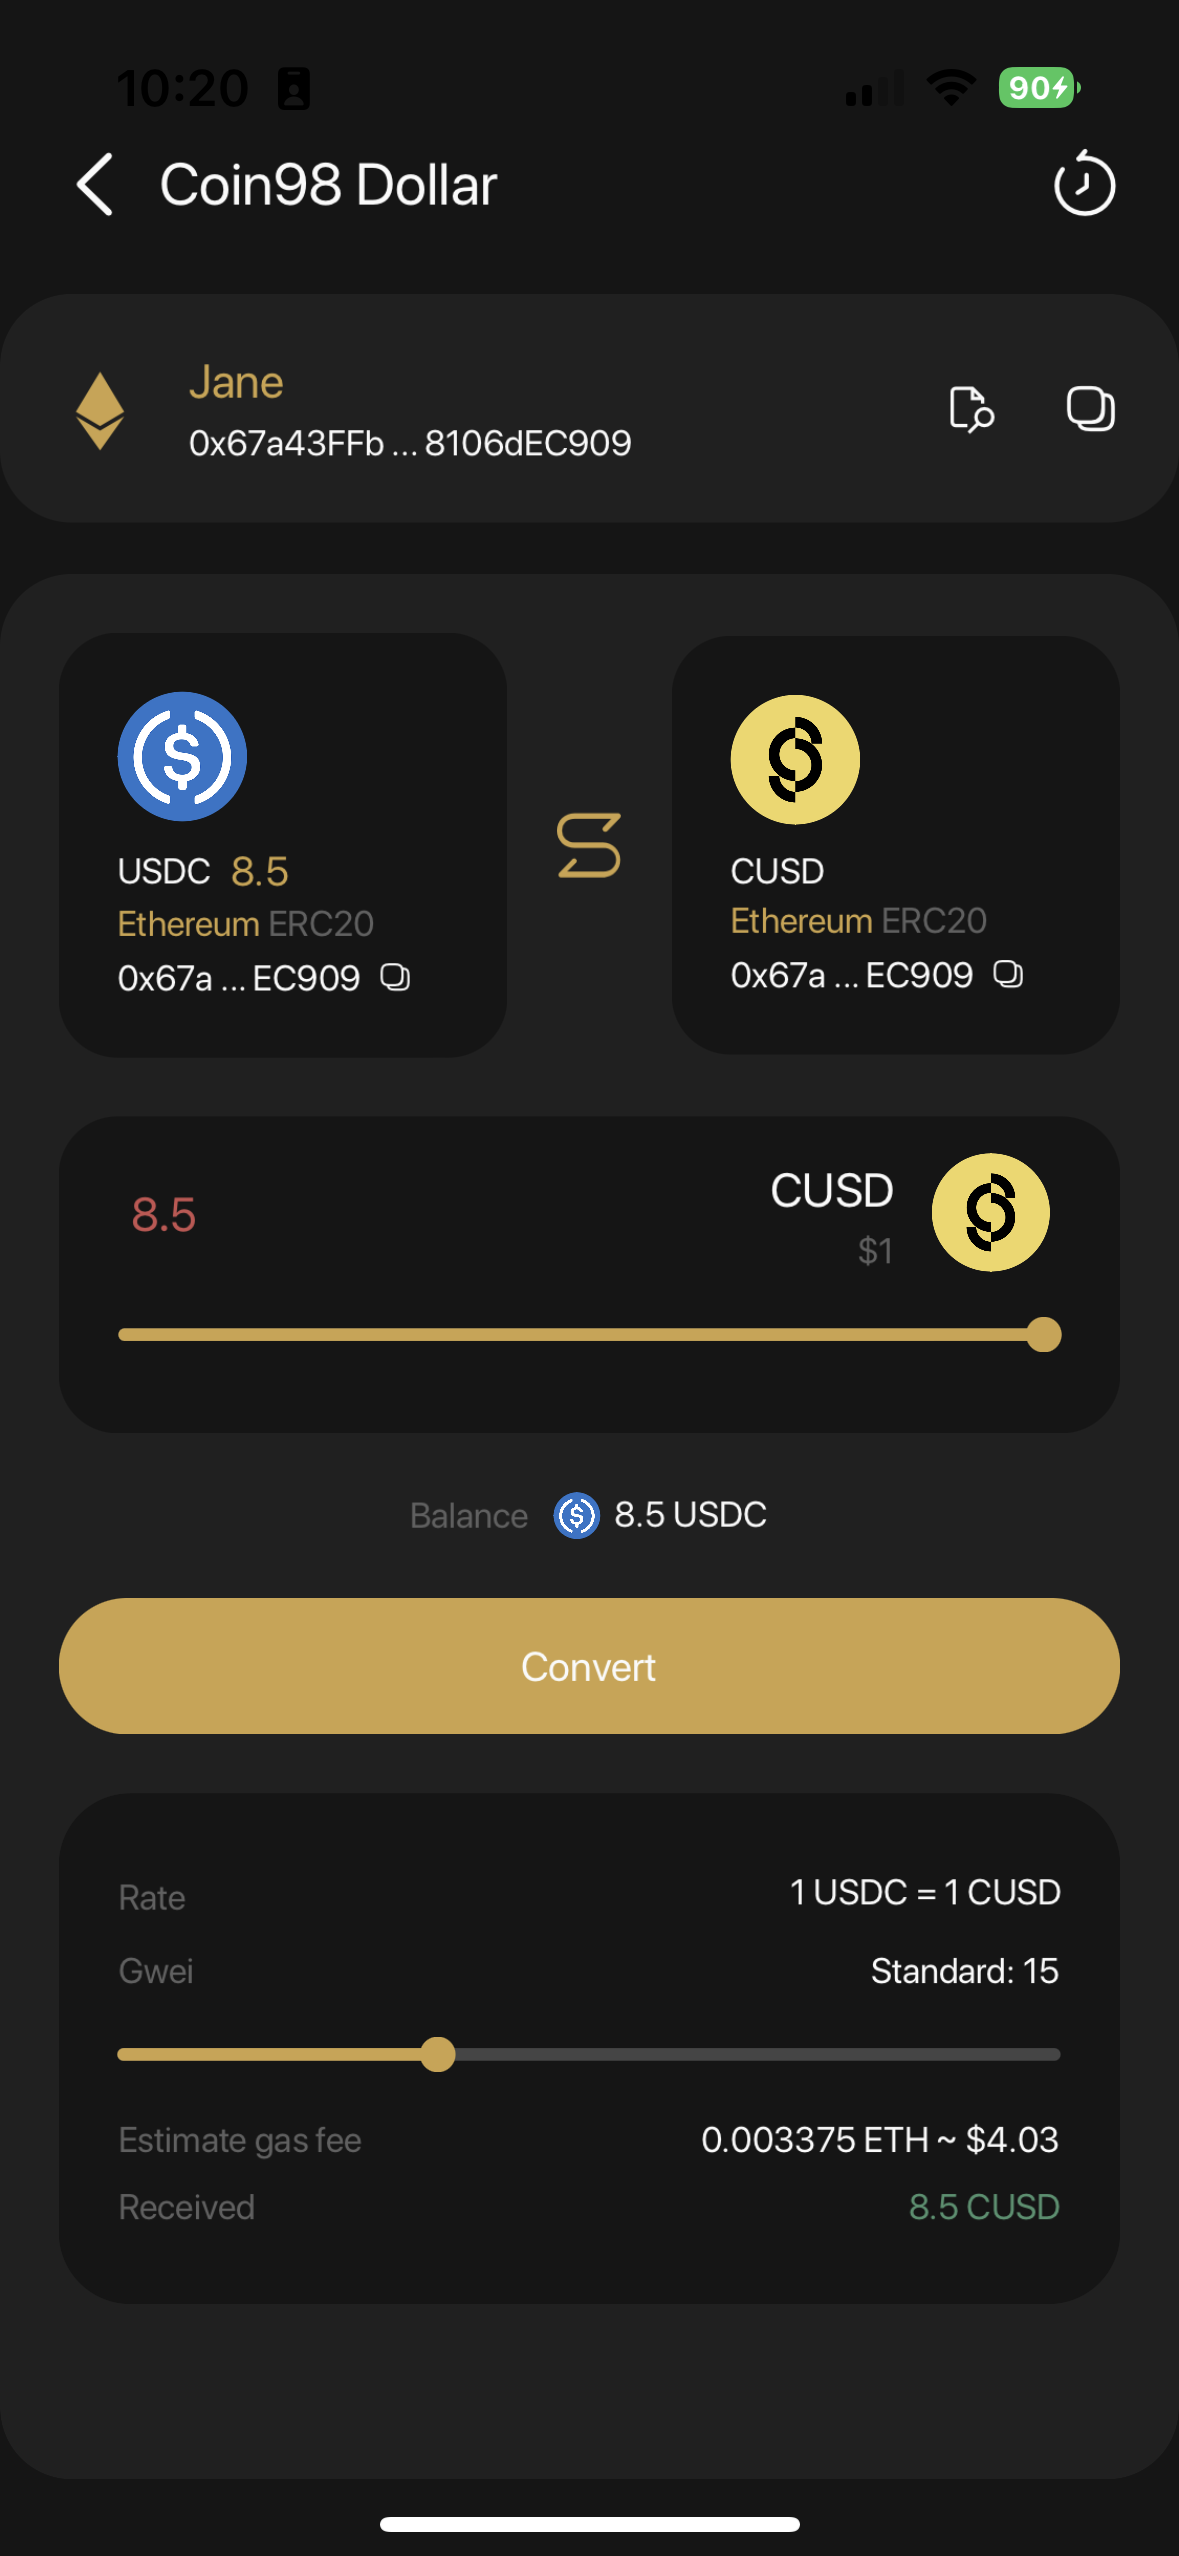 10:20
90
Coin98 Dollar
Jane
0x67a43FFb ... 8106dEC909
USDC 8.5
Ethereum ERC20
0x67a ... EC909
CUSD
Ethereum ERC20
0x67a ... EC909
8.5
CUSD
$1
Balance 8.5 USDC
Convert
Rate 1 USDC = 1 CUSD
Gwei Standard: 15
Estimate gas fee 0.003375 ETH ~ $4.03
Received 8.5 CUSD